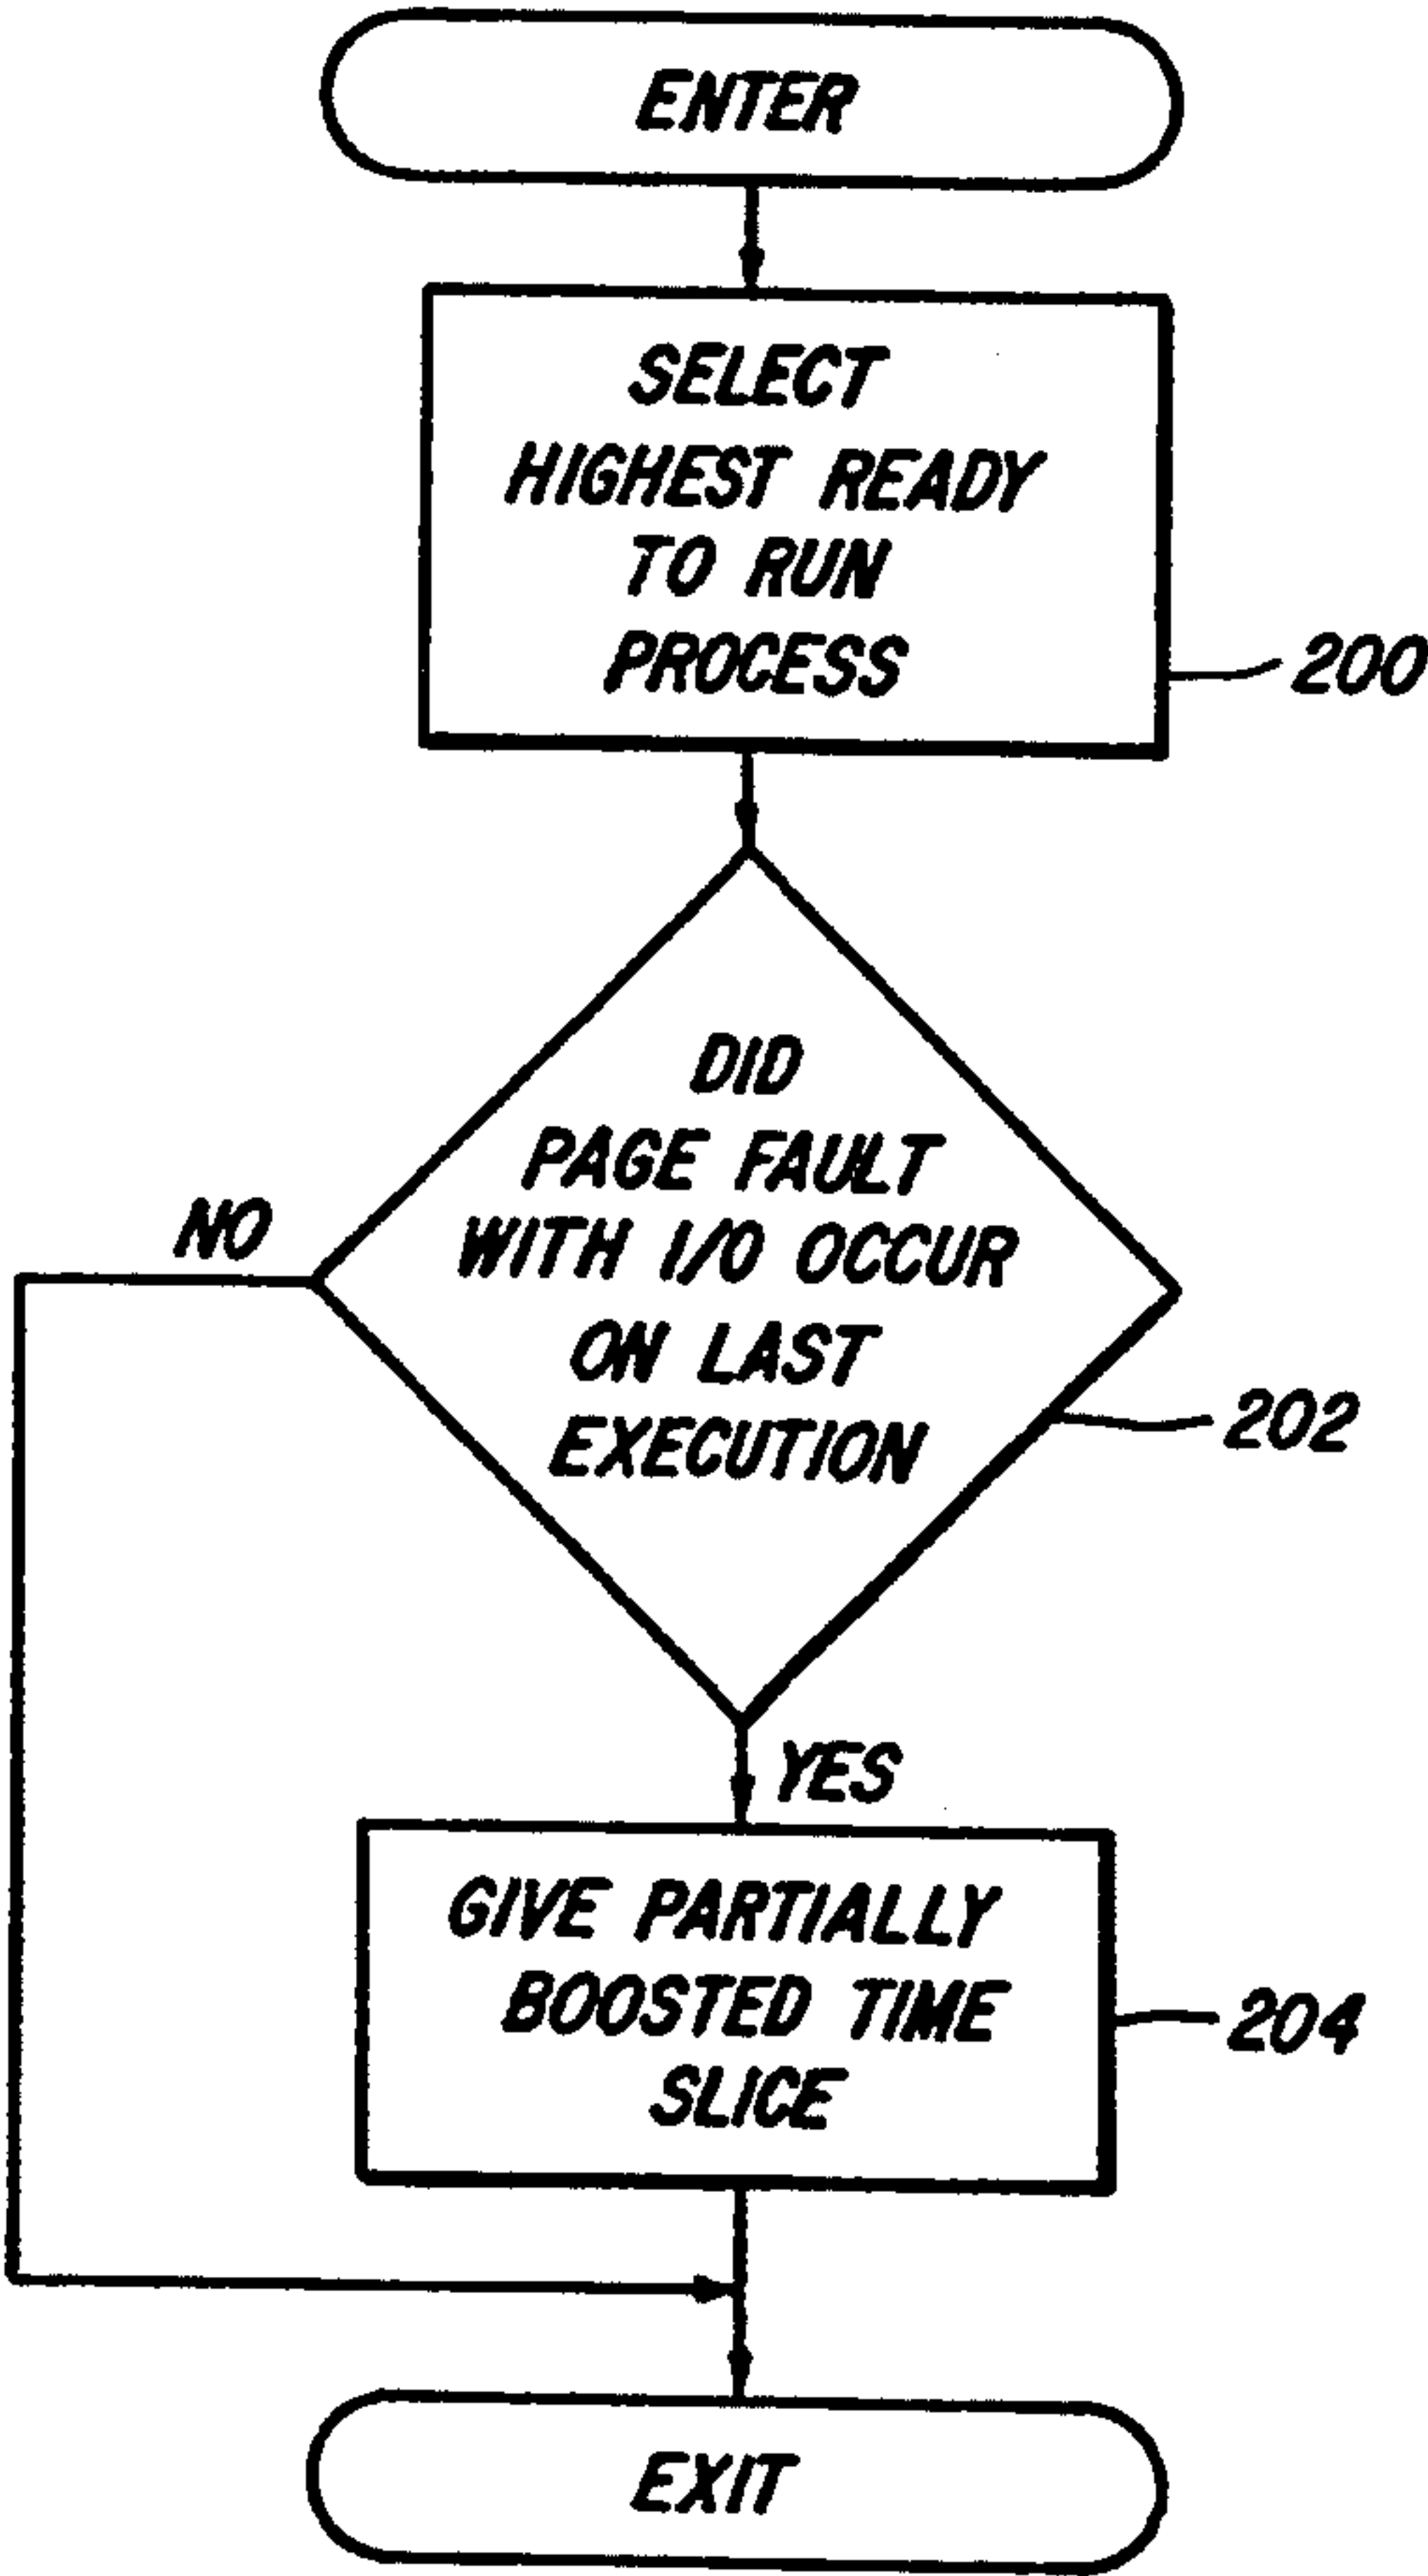 ENTER
SELECT
HIGHEST READY
TO RUN
PROCESS
200
DID
PAGE FAULT
WITH I/O OCCUR
ON LAST
EXECUTION
NO
202
YES
GIVE PARTIALLY
BOOSTED TIME
SLICE
204
EXIT